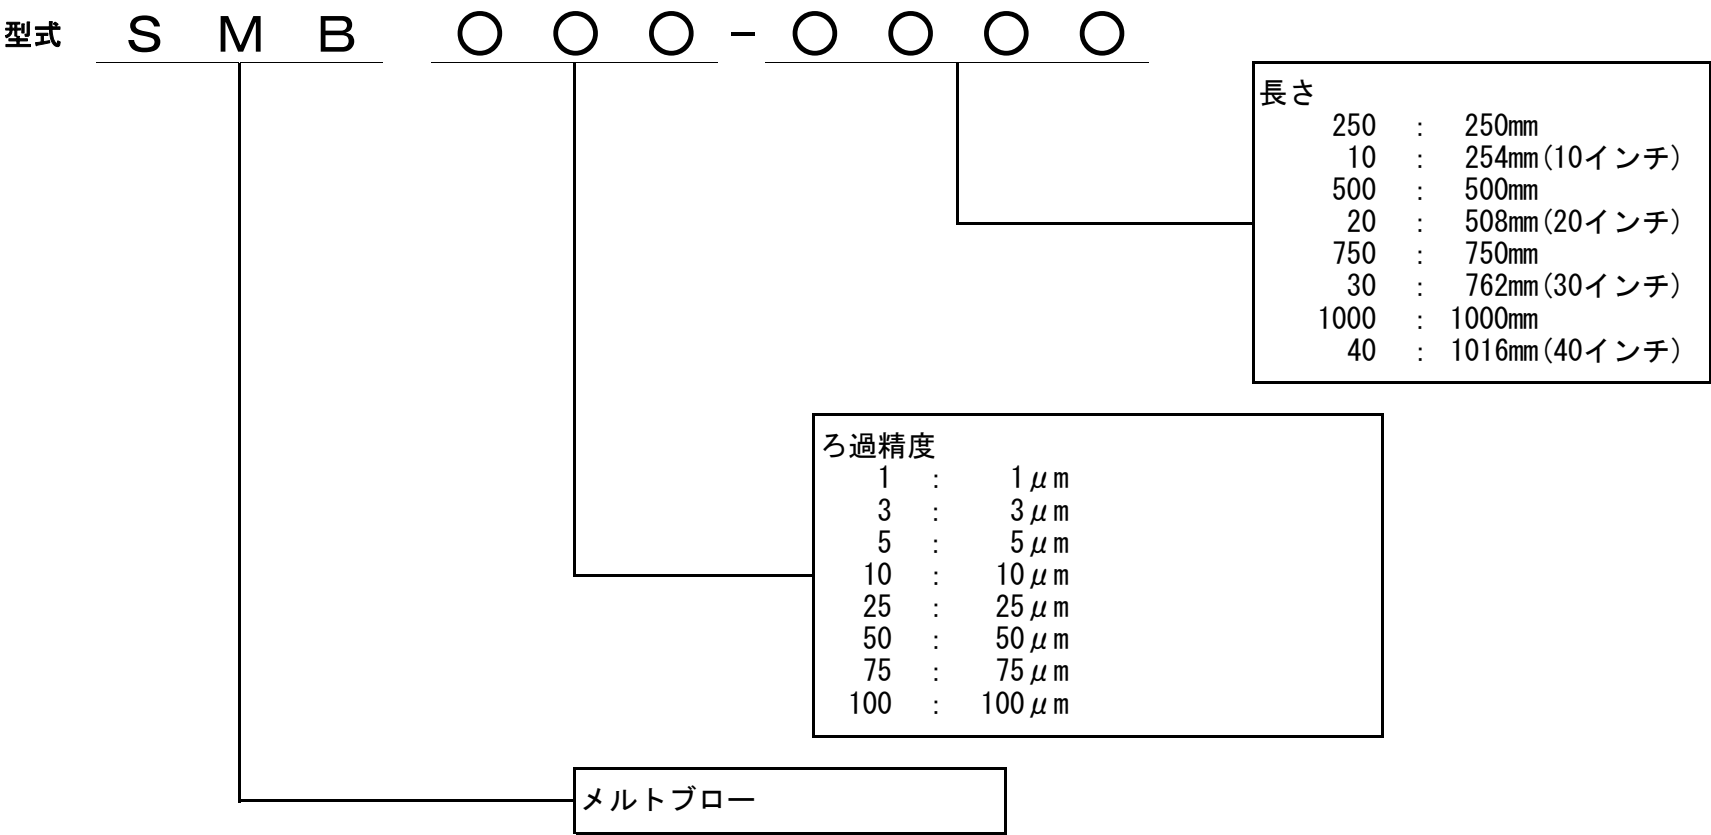 型式 ＳＭＢ ○○○－○○○○
長さ
250 : 250mm
10 : 254mm(10インチ)
500 : 500mm
20 : 508mm(20インチ)
750 : 750mm
30 : 762mm(30インチ)
1000 : 1000mm
40 : 1016mm(40インチ)
ろ過精度
1 : 1μm
3 : 3μm
5 : 5μm
10 : 10μm
25 : 25μm
50 : 50μm
75 : 75μm
100 : 100μm
メルトブロー